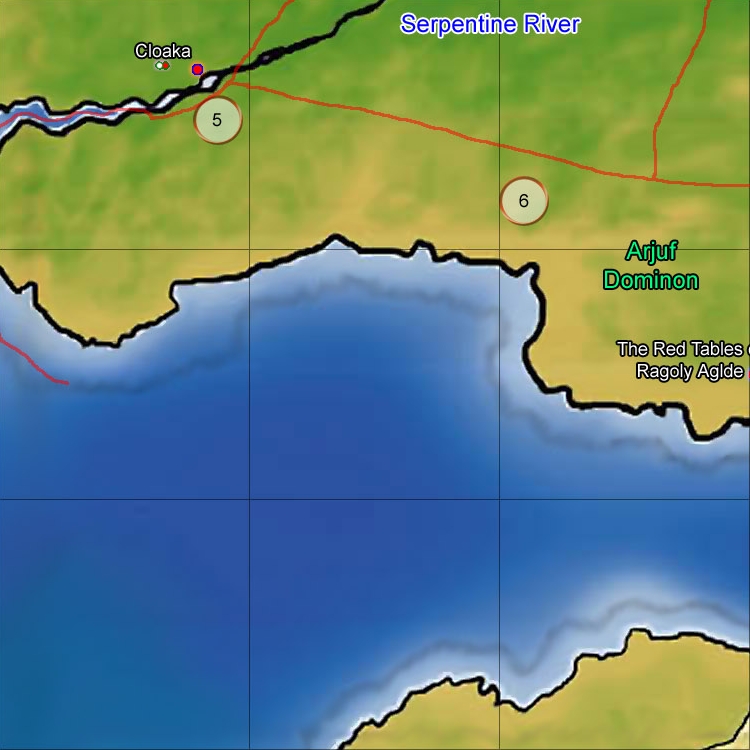 Serpentine River
Cloaka
5
6
Arjuf
Dominon
The Red Tables
Ragoly Aglde